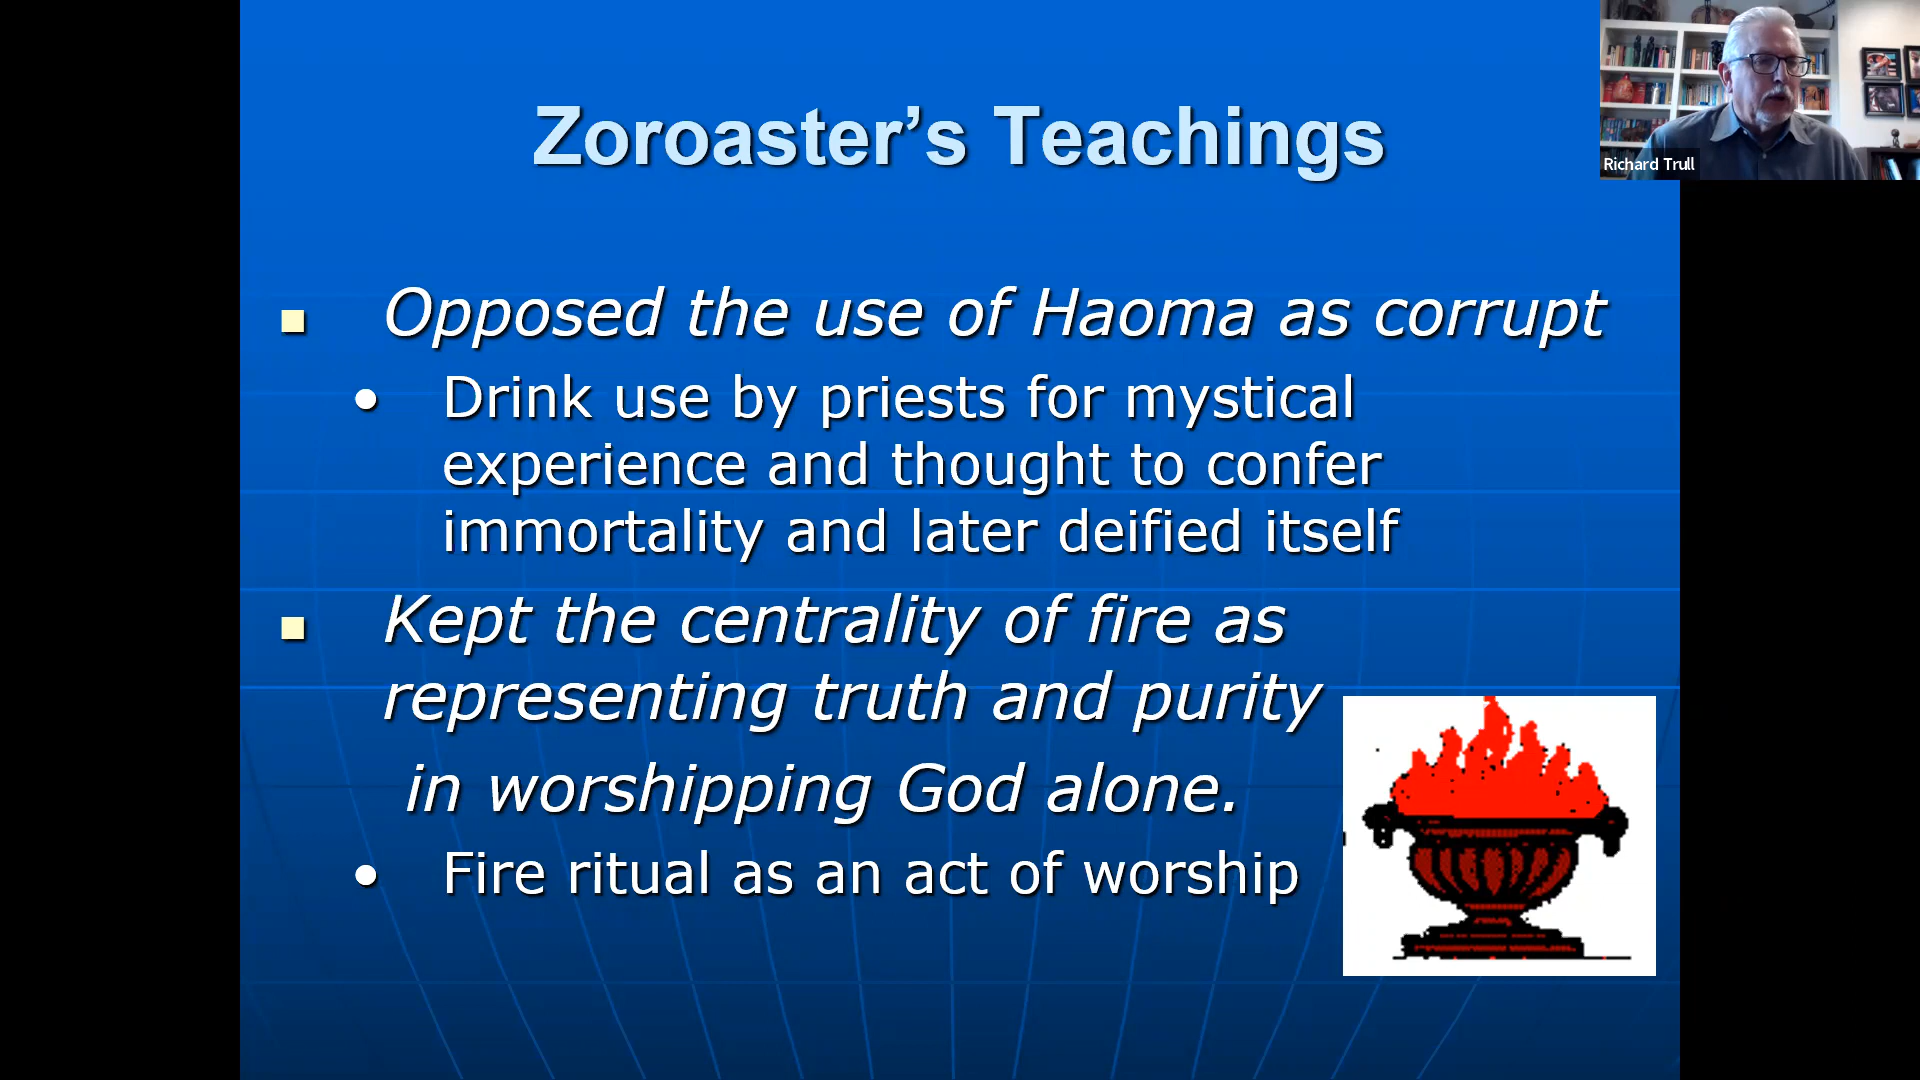 Zoroaster’s Teachings
Richard Trull
Opposed the use of Haoma as corrupt
Drink use by priests for mystical
experience and thought to confer
immortality and later deified itself
Kept the centrality of fire as
representing truth and purity
in worshipping God alone.
Fire ritual as an act of worship